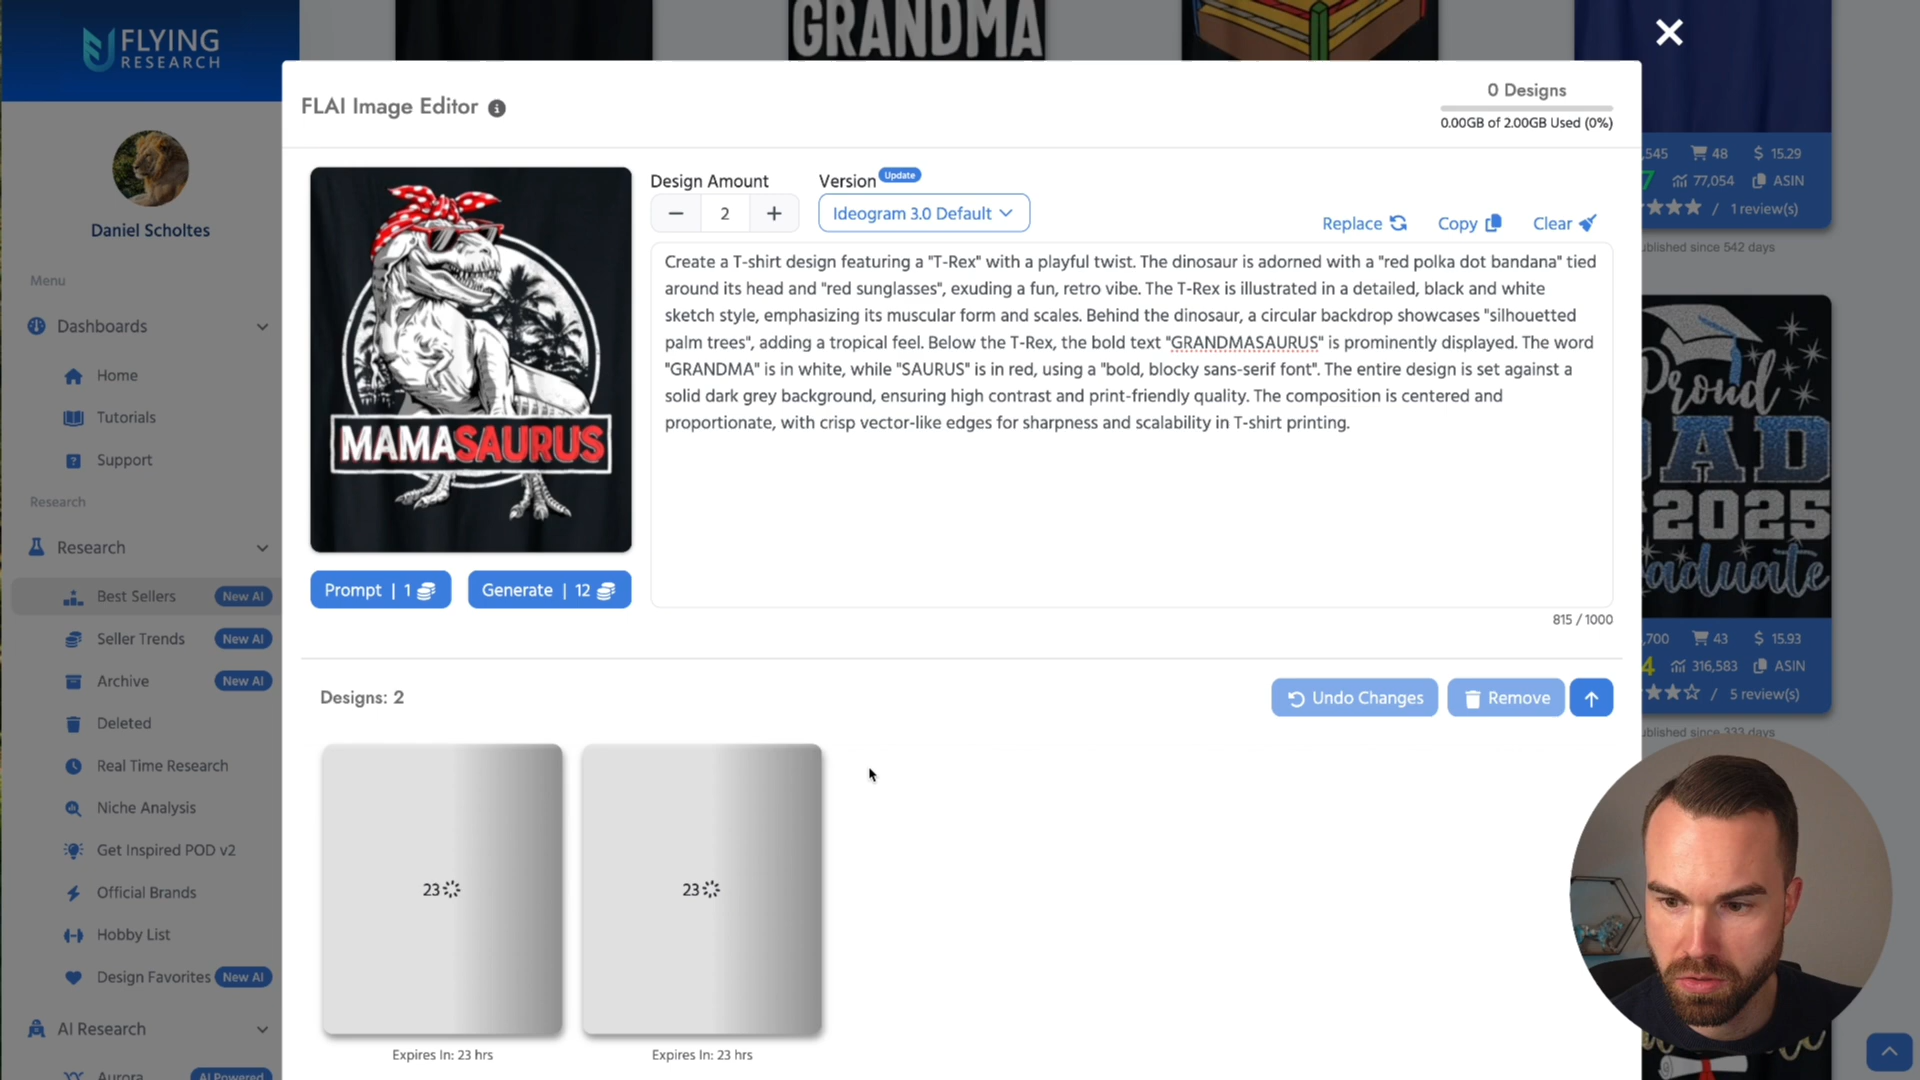 FLYING
RESEARCH
Daniel Scholtes
Menu
Dashboards
Home
Tutorials
Support
Research
Research
Best Sellers New AI
Seller Trends New AI
Archive New AI
Deleted
Real Time Research
Niche Analysis
Get Inspired POD v2
Official Brands
Hobby List
Design Favorites New AI
AI Research
Aurora AI Powered
GRANDMA
FLAI Image Editor
0 Designs
0.00GB of 2.00GB Used (0%)
MAMASAURUS
Prompt | 1
Generate | 12
Design Amount
2
Version Update
Ideogram 3.0 Default
Replace
Copy
Clear
Create a T-shirt design featuring a "T-Rex" with a playful twist. The dinosaur is adorned with a "red polka dot bandana" tied
around its head and "red sunglasses", exuding a fun, retro vibe. The T-Rex is illustrated in a detailed, black and white
sketch style, emphasizing its muscular form and scales. Behind the dinosaur, a circular backdrop showcases "silhouetted
palm trees", adding a tropical feel. Below the T-Rex, the bold text "GRANDMASAURUS" is prominently displayed. The word
"GRANDMA" is in white, while "SAURUS" is in red, using a "bold, blocky sans-serif font". The entire design is set against a
solid dark grey background, ensuring high contrast and print-friendly quality. The composition is centered and
proportionate, with crisp vector-like edges for sharpness and scalability in T-shirt printing.
815 / 1000
Designs: 2
Undo Changes
Remove
23
23
Expires In: 23 hrs
Expires In: 23 hrs
,545 48 $ 15.29
7 77,054 ASIN
/ 1 review(s)
ublished since 542 days
Proud
AD
2025
aduate
,700 43 $ 15.93
4 316,583 ASIN
/ 5 review(s)
ublished since 333 days